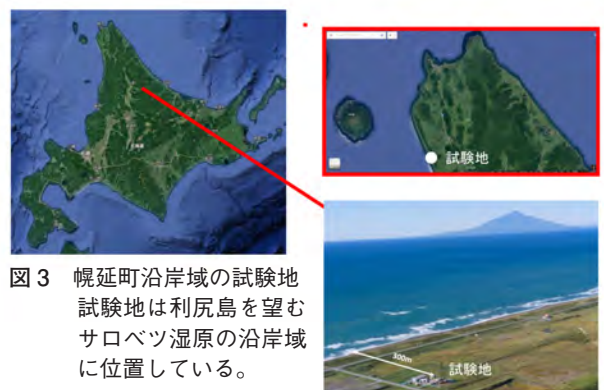 試験地
図3 幌延町沿岸域の試験地
試験地は利尻島を望む
サロベツ湿原の沿岸域
に位置している。
300m
試験地